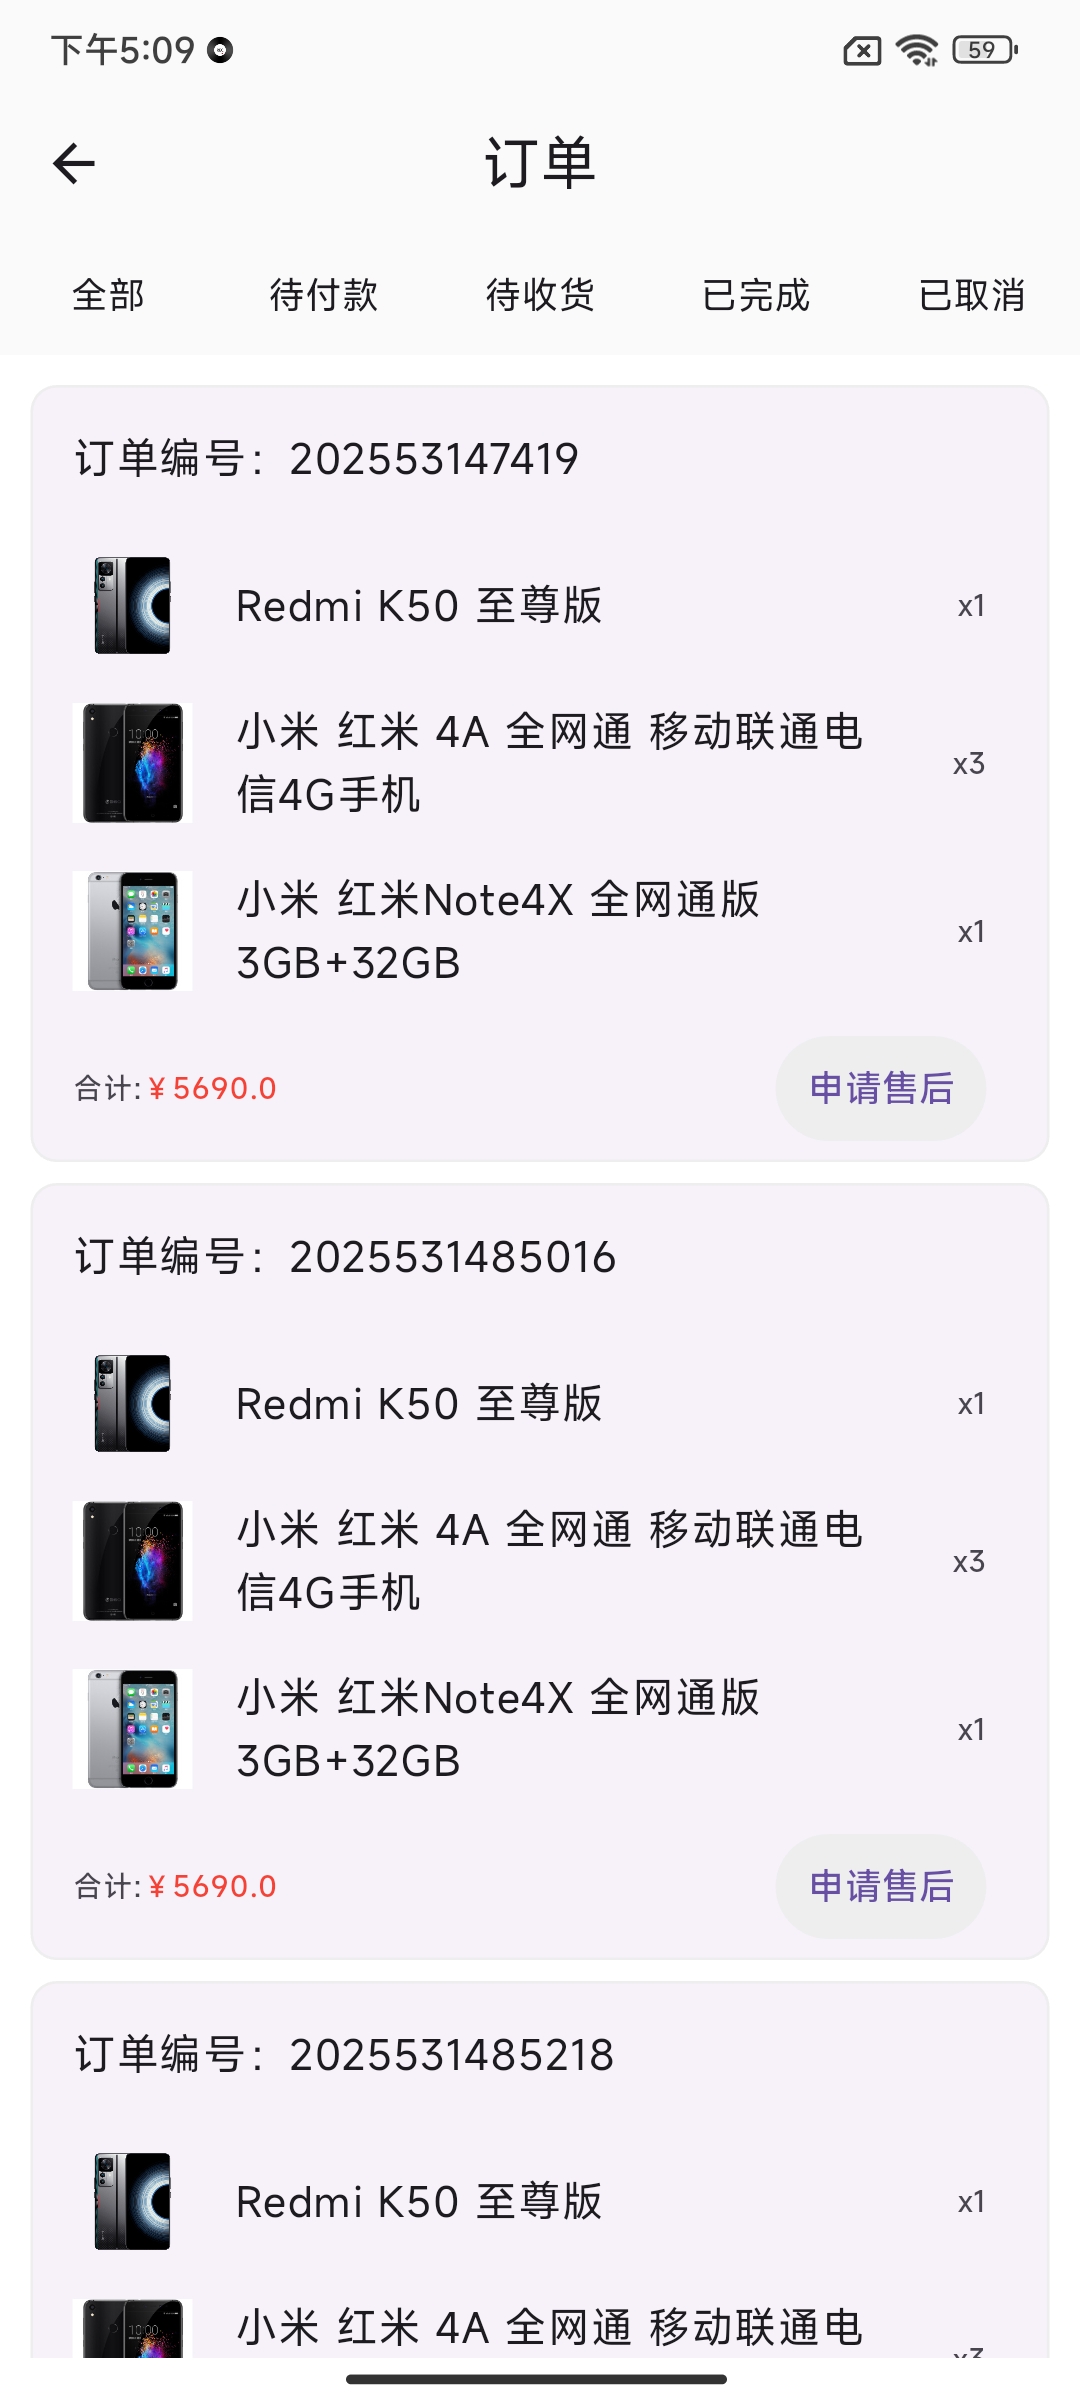 下午5:09
59
订单
全部 待付款 待收货 已完成 已取消
订单编号：202553147419
Redmi K50 至尊版 x1
小米 红米 4A 全网通 移动联通电
信4G手机
x3
小米 红米Note4X 全网通版
3GB+32GB
x1
合计:¥5690.0 申请售后
订单编号：2025531485016
Redmi K50 至尊版 x1
小米 红米 4A 全网通 移动联通电
信4G手机
x3
小米 红米Note4X 全网通版
3GB+32GB
x1
合计:¥5690.0 申请售后
订单编号：2025531485218
Redmi K50 至尊版 x1
小米 红米 4A 全网通 移动联通电